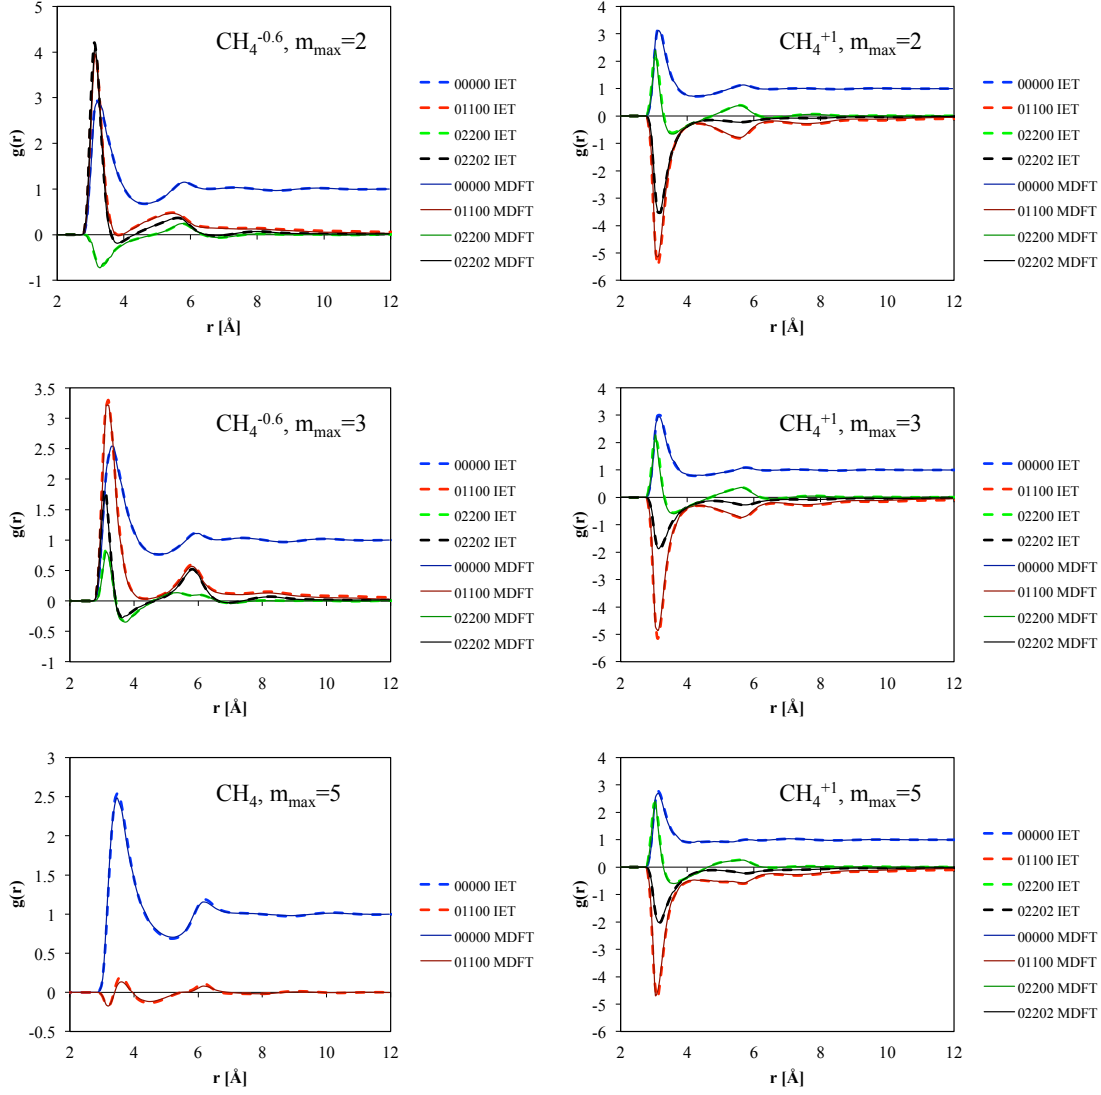 CH4^-0.6, mmax=2
g(r)
5
4
3
2
1
0
-1
2 4 6 8 10 12
r [Å]
00000 IET
01100 IET
02200 IET
02202 IET
00000 MDFT
01100 MDFT
02200 MDFT
02202 MDFT
CH4^+1, mmax=2
g(r)
4
3
2
1
0
-1
-2
-3
-4
-5
-6
2 4 6 8 10 12
r [Å]
00000 IET
01100 IET
02200 IET
02202 IET
00000 MDFT
01100 MDFT
02200 MDFT
02202 MDFT
CH4^-0.6, mmax=3
g(r)
3.5
3
2.5
2
1.5
1
0.5
0
-0.5
-1
2 4 6 8 10 12
r [Å]
00000 IET
01100 IET
02200 IET
02202 IET
00000 MDFT
01100 MDFT
02200 MDFT
02202 MDFT
CH4^+1, mmax=3
g(r)
4
3
2
1
0
-1
-2
-3
-4
-5
-6
2 4 6 8 10 12
r [Å]
00000 IET
01100 IET
02200 IET
02202 IET
00000 MDFT
01100 MDFT
02200 MDFT
02202 MDFT
CH4, mmax=5
g(r)
3
2.5
2
1.5
1
0.5
0
-0.5
2 4 6 8 10 12
r [Å]
00000 IET
01100 IET
00000 MDFT
01100 MDFT
CH4^+1, mmax=5
g(r)
4
3
2
1
0
-1
-2
-3
-4
-5
-6
2 4 6 8 10 12
r [Å]
00000 IET
01100 IET
02200 IET
02202 IET
00000 MDFT
01100 MDFT
02200 MDFT
02202 MDFT